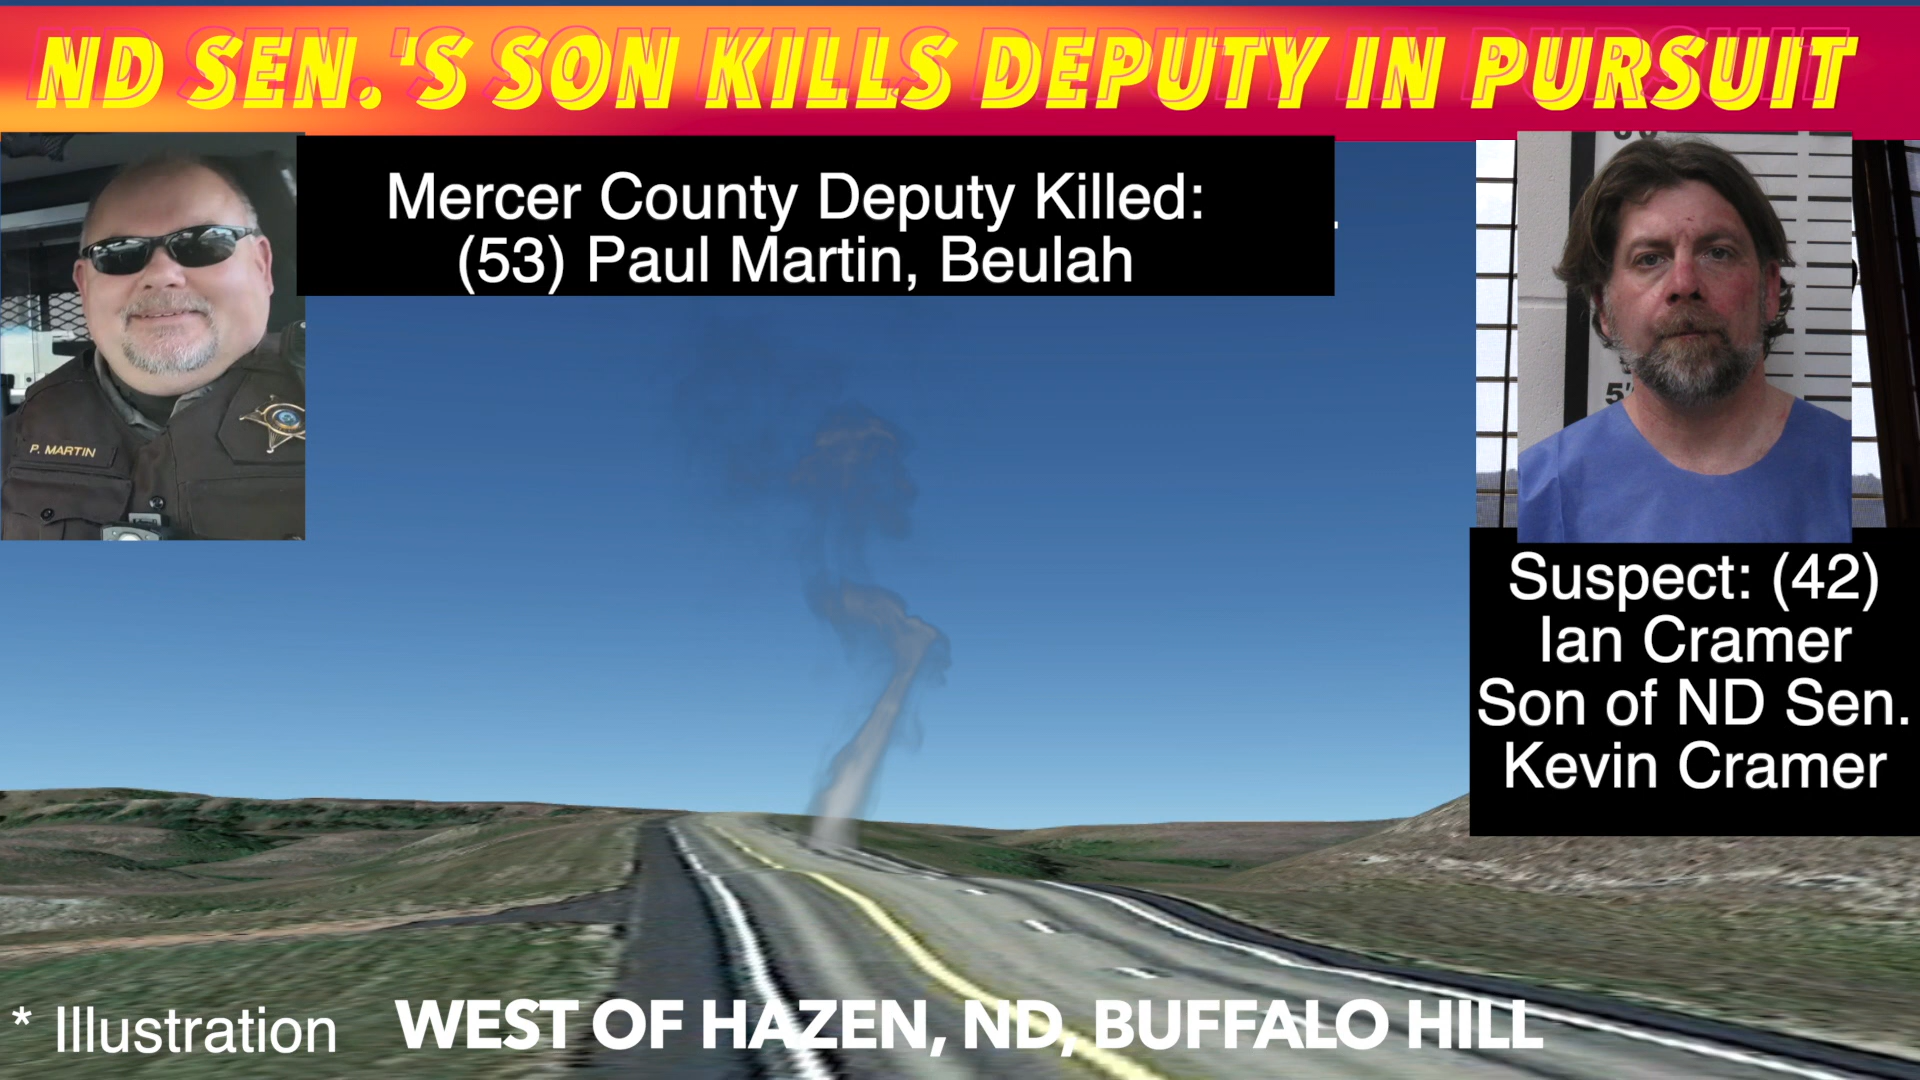 ND SEN. 'S SON KILLS DEPUTY IN PURSUIT
Mercer County Deputy Killed:
(53) Paul Martin, Beulah
P. MARTIN
5'
Suspect: (42)
Ian Cramer
Son of ND Sen.
Kevin Cramer
* Illustration
WEST OF HAZEN, ND, BUFFALO HILL